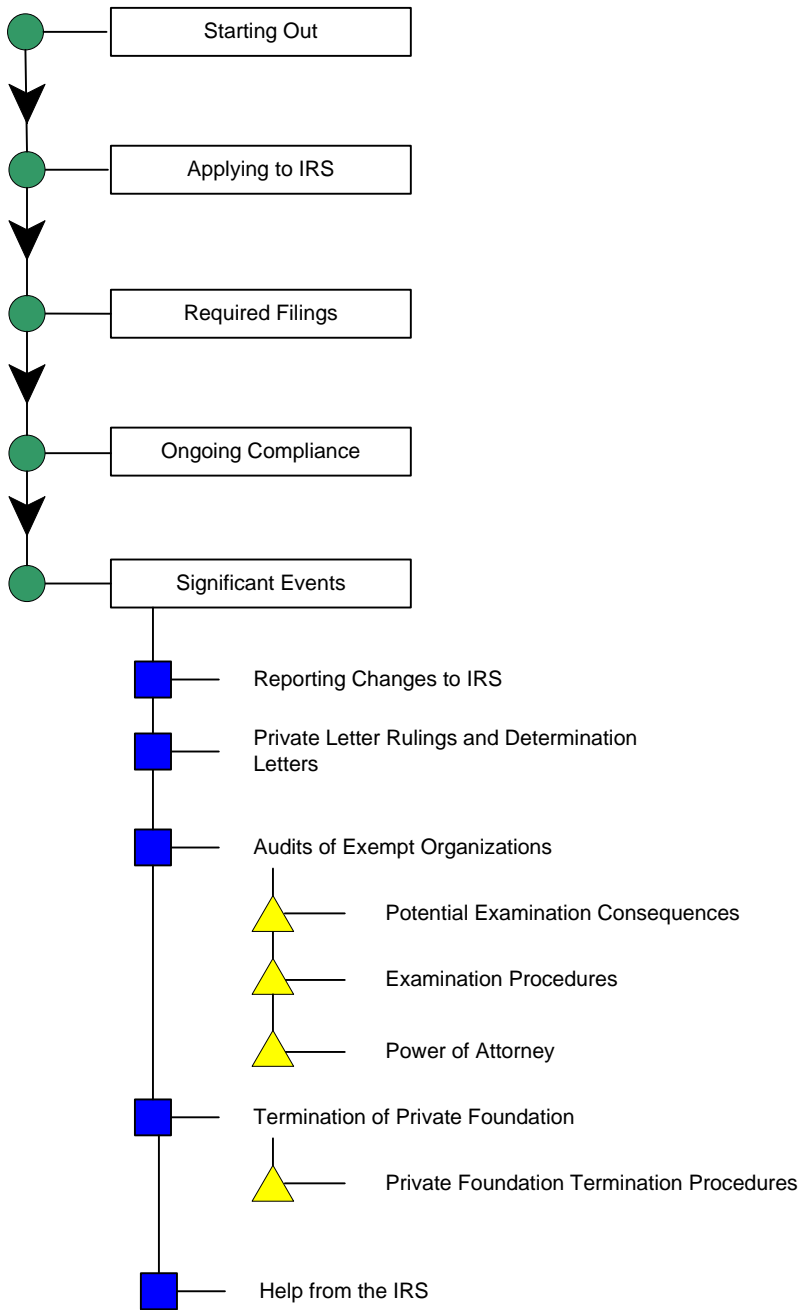 Starting Out
Applying to IRS
Required Filings
Ongoing Compliance
Significant Events
Reporting Changes to IRS
Private Letter Rulings and Determination
Letters
Audits of Exempt Organizations
Potential Examination Consequences
Examination Procedures
Power of Attorney
Termination of Private Foundation
Private Foundation Termination Procedures
Help from the IRS